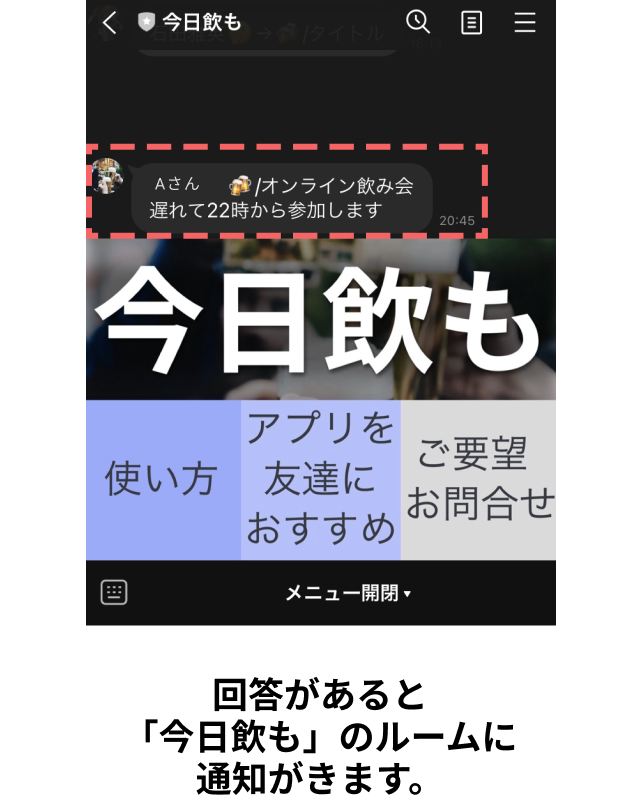 今日飲も
→ /タイトル
Aさん 🍻/オンライン飲み会
遅れて22時から参加します
20:45
今日飲も
使い方
アプリを
友達に
おすすめ
ご要望
お問合せ
メニュー開閉 ▾
回答があると
「今日飲も」のルームに
通知がきます。